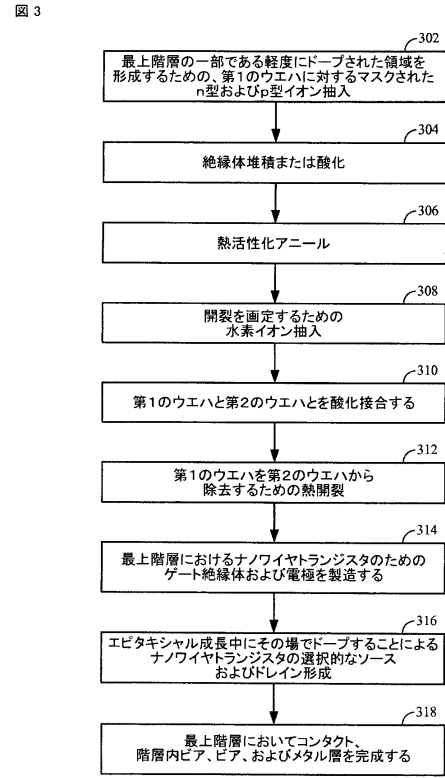 図 3
302
最上階層の一部である軽度にドープされた領域を
形成するための、第1のウエハに対するマスクされた
n型およびp型イオン抽入
304
絶縁体堆積または酸化
306
熱活性化アニール
308
開裂を画定するための
水素イオン抽入
310
第1のウエハと第2のウエハとを酸化接合する
312
第1のウエハを第2のウエハから
除去するための熱開裂
314
最上階層におけるナノワイヤトランジスタのための
ゲート絶縁体および電極を製造する
316
エピタキシャル成長中にその場でドープすることによる
ナノワイヤトランジスタの選択的なソース
およびドレイン形成
318
最上階層においてコンタクト、
階層内ビア、ビア、およびメタル層を完成する